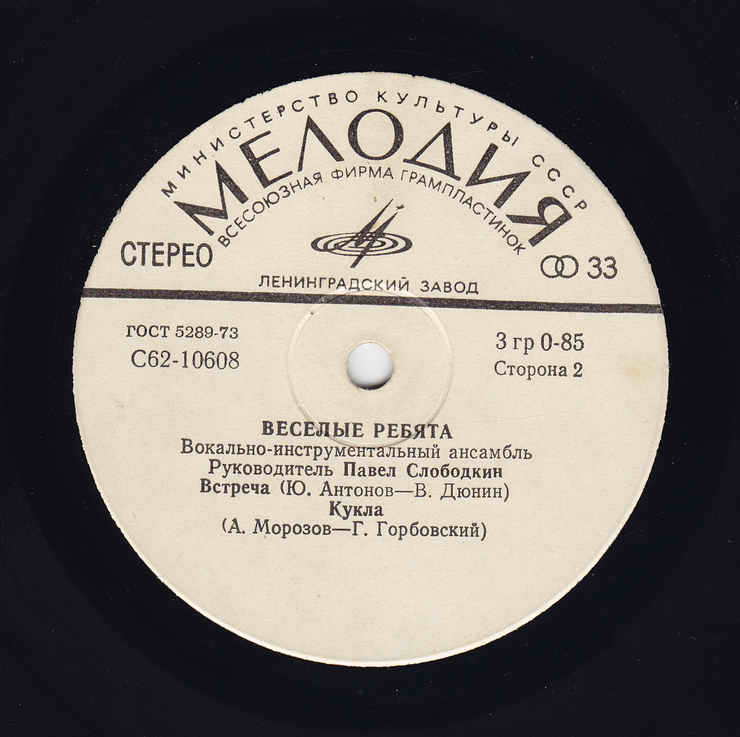 МИНИСТЕРСТВО КУЛЬТУРЫ СССР
МЕЛОДИЯ
ВСЕСОЮЗНАЯ ФИРМА ГРАМПЛАСТИНОК
СТЕРЕО
33
ЛЕНИНГРАДСКИЙ ЗАВОД
ГОСТ 5289-73
С62-10608
3 гр 0-85
Сторона 2
ВЕСЕЛЫЕ РЕБЯТА
Вокально-инструментальный ансамбль
Руководитель Павел Слободкин
Встреча (Ю. Антонов—В. Дюнин)
Кукла
(А. Морозов—Г. Горбовский)